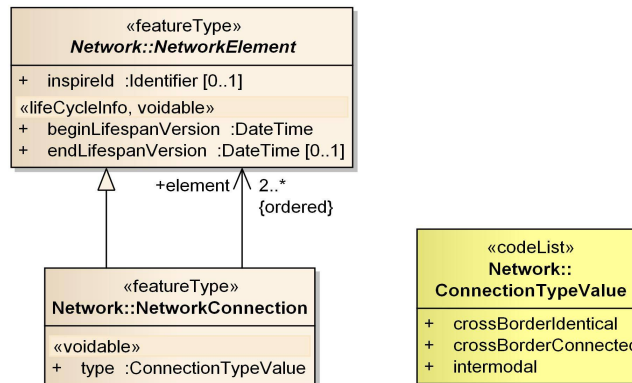 «featureType»
Network::NetworkElement
+ inspireId :Identifier [0..1]
«lifeCycleInfo, voidable»
+ beginLifespanVersion :DateTime
+ endLifespanVersion :DateTime [0..1]
+element 2..*
{ordered}
«featureType»
Network::NetworkConnection
«voidable»
+ type :ConnectionTypeValue
«codeList»
Network::
ConnectionTypeValue
+ crossBorderIdentical
+ crossBorderConnected
+ intermodal